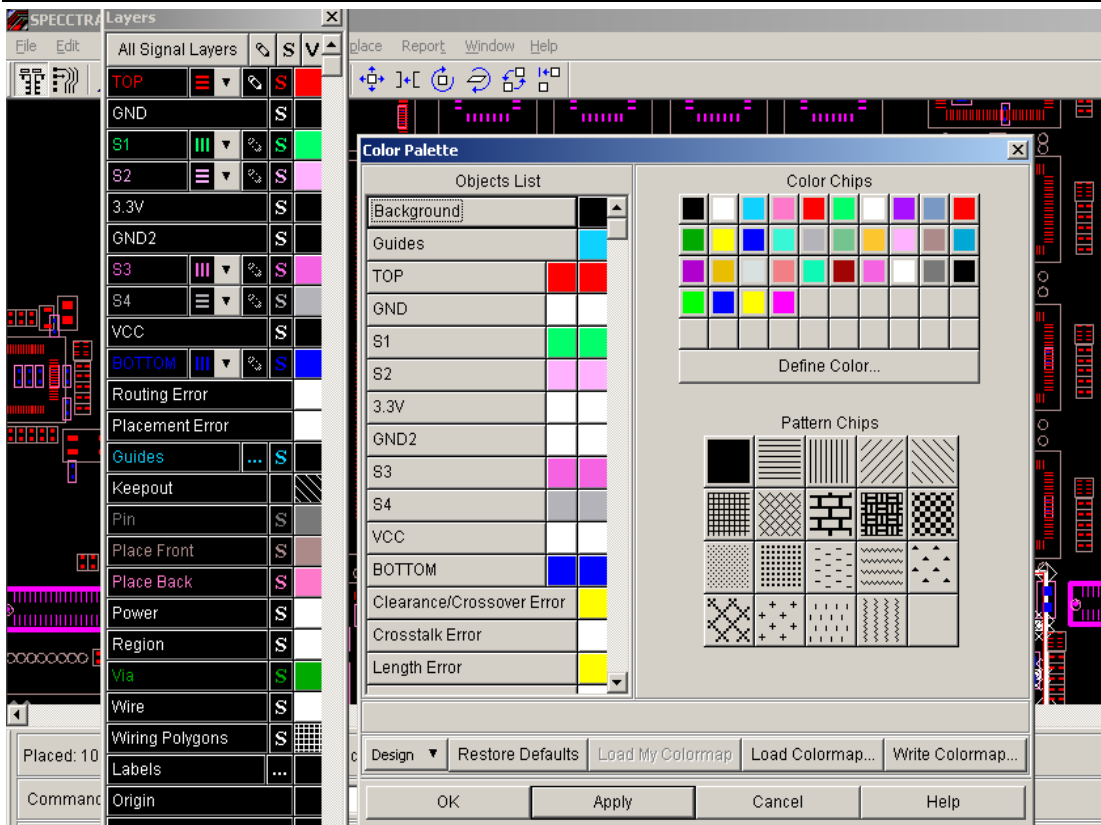 SPECCTRA
Layers
File Edit
place Report Window Help
All Signal Layers S V
TOP S
GND S
S1 S
S2 S
3.3V S
GND2 S
S3 S
S4 S
VCC S
BOTTOM S
Routing Error
Placement Error
Guides ... S
Keepout
Pin S
Place Front S
Place Back S
Power S
Region S
Via S
Wire S
Wiring Polygons S
Labels ...
Origin
Color Palette
Objects List
Background
Guides
TOP
GND
S1
S2
3.3V
GND2
S3
S4
VCC
BOTTOM
Clearance/Crossover Error
Crosstalk Error
Length Error
Color Chips
Define Color...
Pattern Chips
Design Restore Defaults Load My Colormap Load Colormap... Write Colormap...
OK Apply Cancel Help
Placed: 10
Command